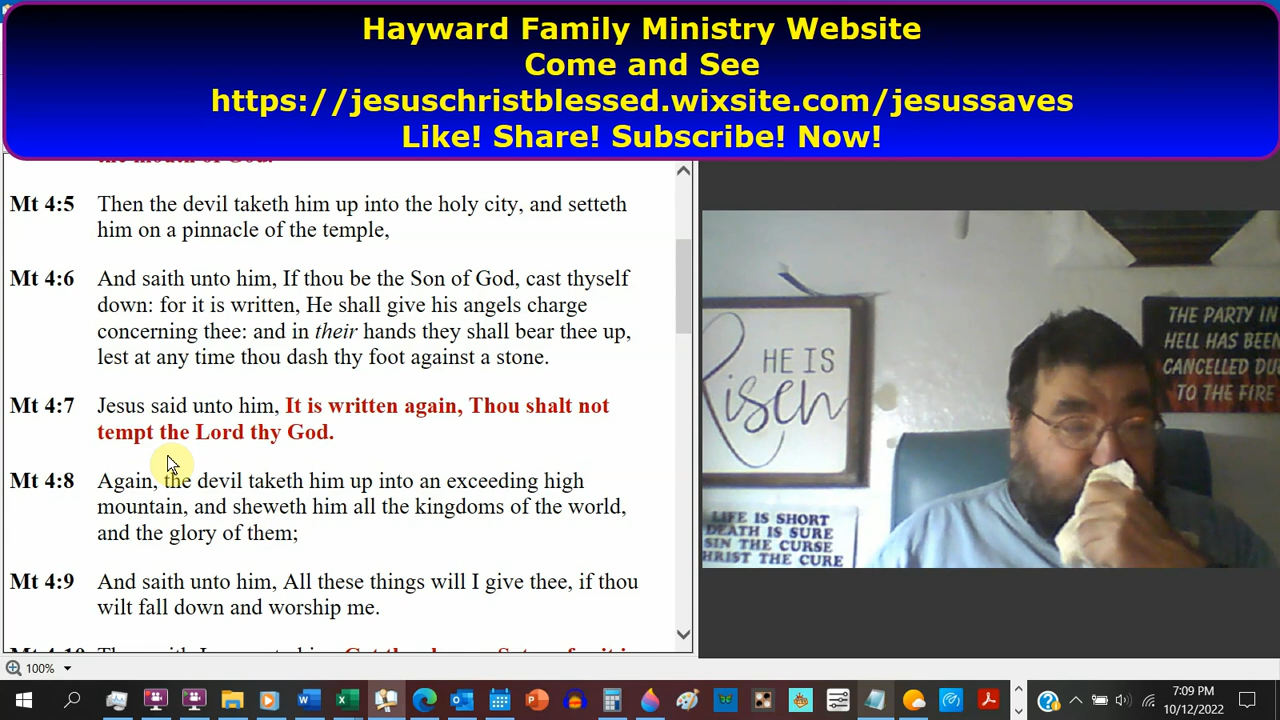 Hayward Family Ministry Website
Come and See
https://jesuschristblessed.wixsite.com/jesussaves
Like! Share! Subscribe! Now!
the mouth of God.
Mt 4:5 Then the devil taketh him up into the holy city, and setteth
him on a pinnacle of the temple,
Mt 4:6 And saith unto him, If thou be the Son of God, cast thyself
down: for it is written, He shall give his angels charge
concerning thee: and in their hands they shall bear thee up,
lest at any time thou dash thy foot against a stone.
Mt 4:7 Jesus said unto him, It is written again, Thou shalt not
tempt the Lord thy God.
Mt 4:8 Again, the devil taketh him up into an exceeding high
mountain, and sheweth him all the kingdoms of the world,
and the glory of them;
Mt 4:9 And saith unto him, All these things will I give thee, if thou
wilt fall down and worship me.
Mt 4:10
HE IS
Risen
THE PARTY IN
HELL HAS BEEN
CANCELLED DU
TO THE FIRE
LIFE IS SHORT
DEATH IS SURE
SIN THE CURSE
HRIST THE CURE
100%
7:09 PM
10/12/2022